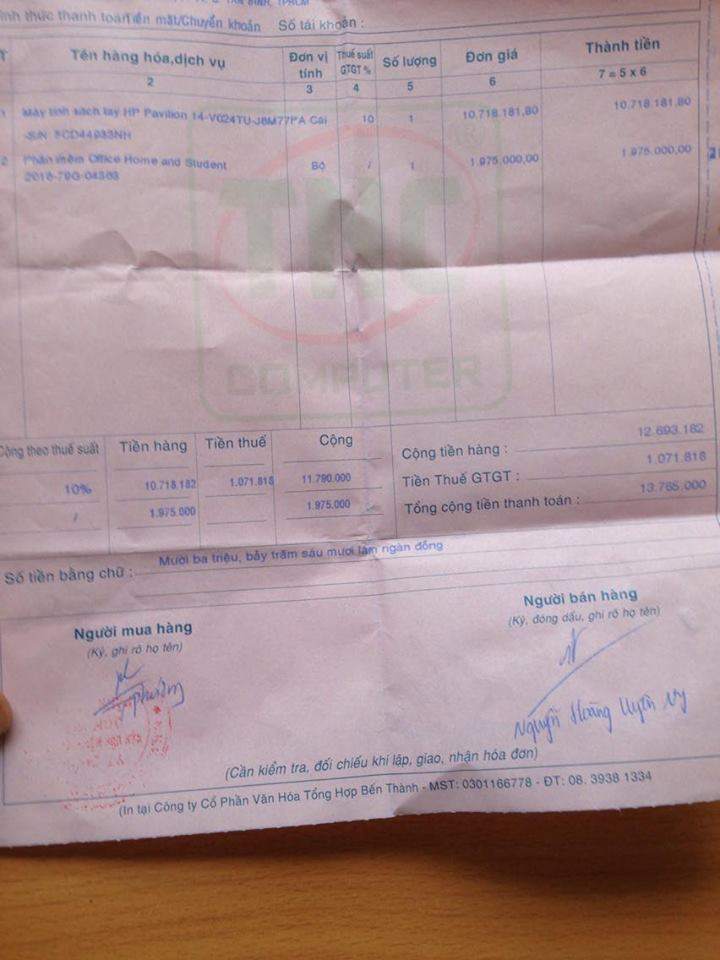 thức thanh toán Tiền mặt/Chuyển khoản Số tài khoản :
T Tên hàng hóa,dịch vụ Đơn vị tính Thuế suất GTGT % Số lượng Đơn giá Thành tiền
2 3 4 5 6 7 = 5 x 6
1 Máy tính xách tay HP Pavilion 14-V024TU-J6M77PA Cái 10 1 10.718.181,80 10.718.181,80
2 Phần mềm Office Home and Student Bộ / 1 1.975.000,00 1.975.000,00
TNC
COMPUTER
Cộng theo thuế suất Tiền hàng Tiền thuế Cộng
Cộng tiền hàng : 12.693.182
10% 10.718.182 1.071.818 11.790.000
Tiền Thuế GTGT : 1.071.818
/ 1.975.000 1.975.000
Tổng cộng tiền thanh toán : 13.765.000
Số tiền bằng chữ : Mười ba triệu, bảy trăm sáu mươi lăm ngàn đồng
Người mua hàng
(Ký, ghi rõ họ tên)
Người bán hàng
(Ký, đóng dấu, ghi rõ họ tên)
Nguyễn Hoàng Uyên Vy
(Cần kiểm tra, đối chiếu khi lập, giao, nhận hóa đơn)
(In tại Công ty Cổ Phần Văn Hóa Tổng Hợp Bến Thành - MST: 0301166778 - ĐT: 08. 3938 1334